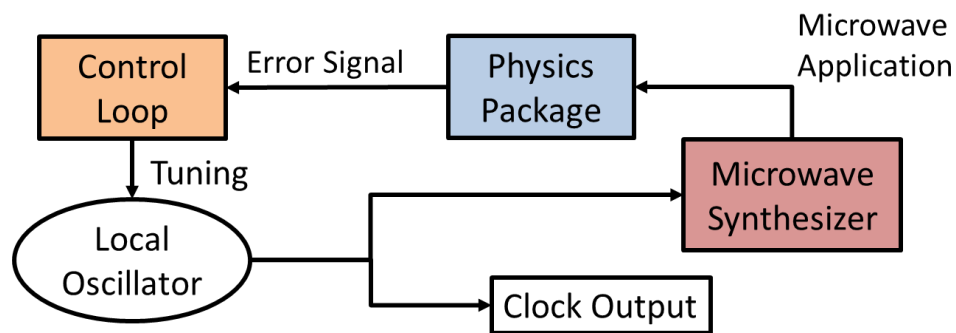 Control
Loop
Error Signal
Physics
Package
Microwave
Application
Tuning
Microwave
Synthesizer
Local
Oscillator
Clock Output